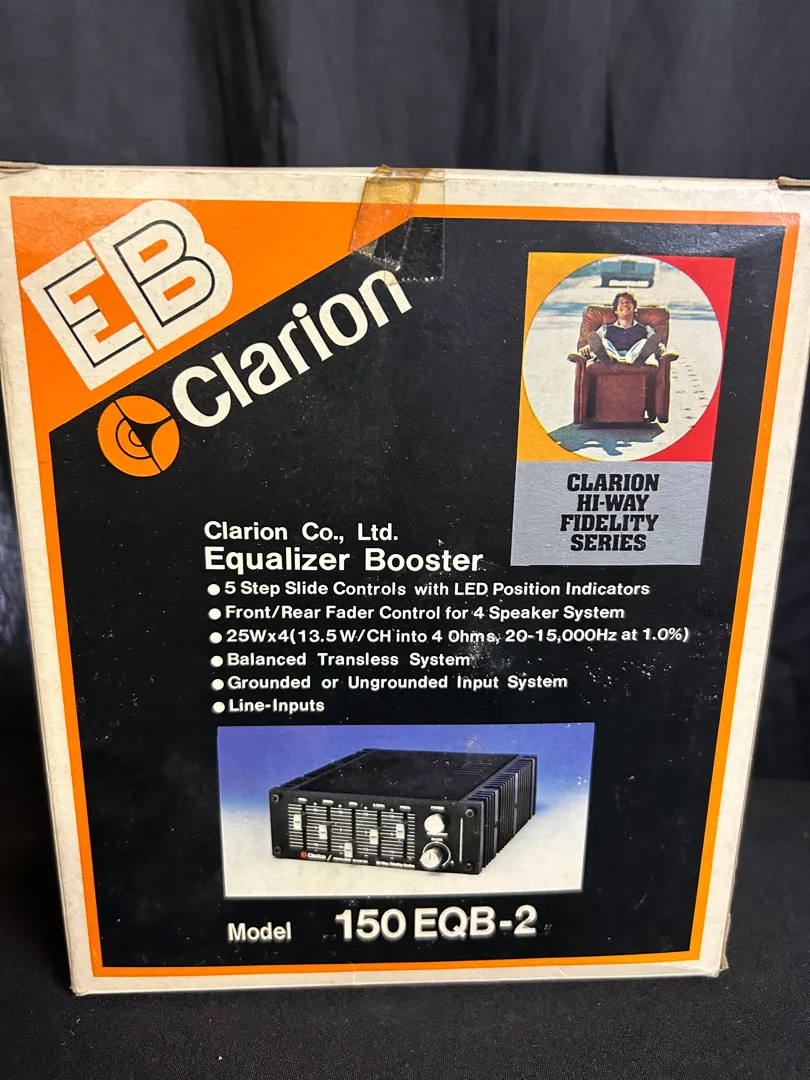 EB
Clarion
CLARION
HI-WAY
FIDELITY
SERIES
Clarion Co., Ltd.
Equalizer Booster
• 5 Step Slide Controls with LED Position Indicators
• Front/Rear Fader Control for 4 Speaker System
• 25Wx4(13.5W/CH into 4 Ohms, 20-15,000Hz at 1.0%)
• Balanced Transless System
• Grounded or Ungrounded Input System
• Line-Inputs
Clarion
Model 150 EQB-2